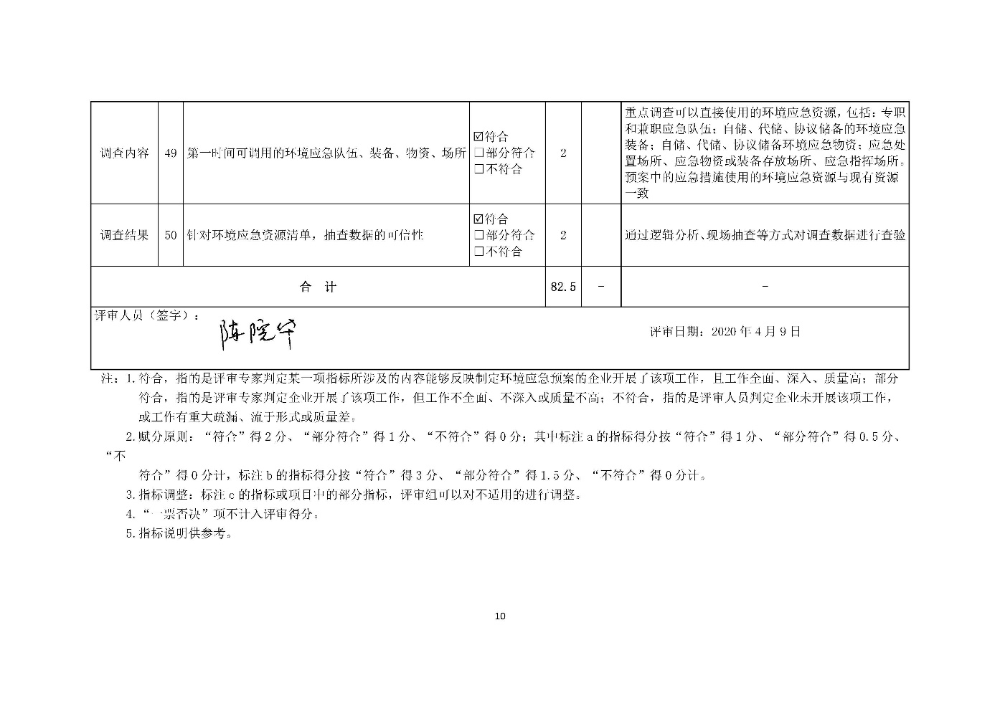 重点调查可以直接使用的环境应急资源，包括：专职
和兼职应急队伍；自储、代储、协议储备的环境应急
装备；自储、代储、协议储备环境应急物资；应急处
置场所、应急物资或装备存放场所、应急指挥场所。
预案中的应急措施使用的环境应急资源与现有资源
一致
调查内容 49 第一时间可调用的环境应急队伍、装备、物资、场所
☑符合
□部分符合
□不符合
2
调查结果 50 针对环境应急资源清单，抽查数据的可信性
☑符合
□部分符合
□不符合
2
通过逻辑分析、现场抽查等方式对调查数据进行查验
合 计 82.5 － －
评审人员（签字）：
陈院华
评审日期：2020 年 4 月 9 日
注：1.符合，指的是评审专家判定某一项指标所涉及的内容能够反映制定环境应急预案的企业开展了该项工作，且工作全面、深入、质量高；部分
符合，指的是评审专家判定企业开展了该项工作，但工作不全面、不深入或质量不高；不符合，指的是评审人员判定企业未开展该项工作，
或工作有重大疏漏、流于形式或质量差。
2.赋分原则：“符合”得 2 分、“部分符合”得 1 分、“不符合”得 0 分；其中标注 a 的指标得分按“符合”得 1 分、“部分符合”得 0.5 分、
“不
符合”得 0 分计，标注 b 的指标得分按“符合”得 3 分、“部分符合”得 1.5 分、“不符合”得 0 分计。
3.指标调整：标注 c 的指标或项目中的部分指标，评审组可以对不适用的进行调整。
4.“一票否决”项不计入评审得分。
5.指标说明供参考。
10